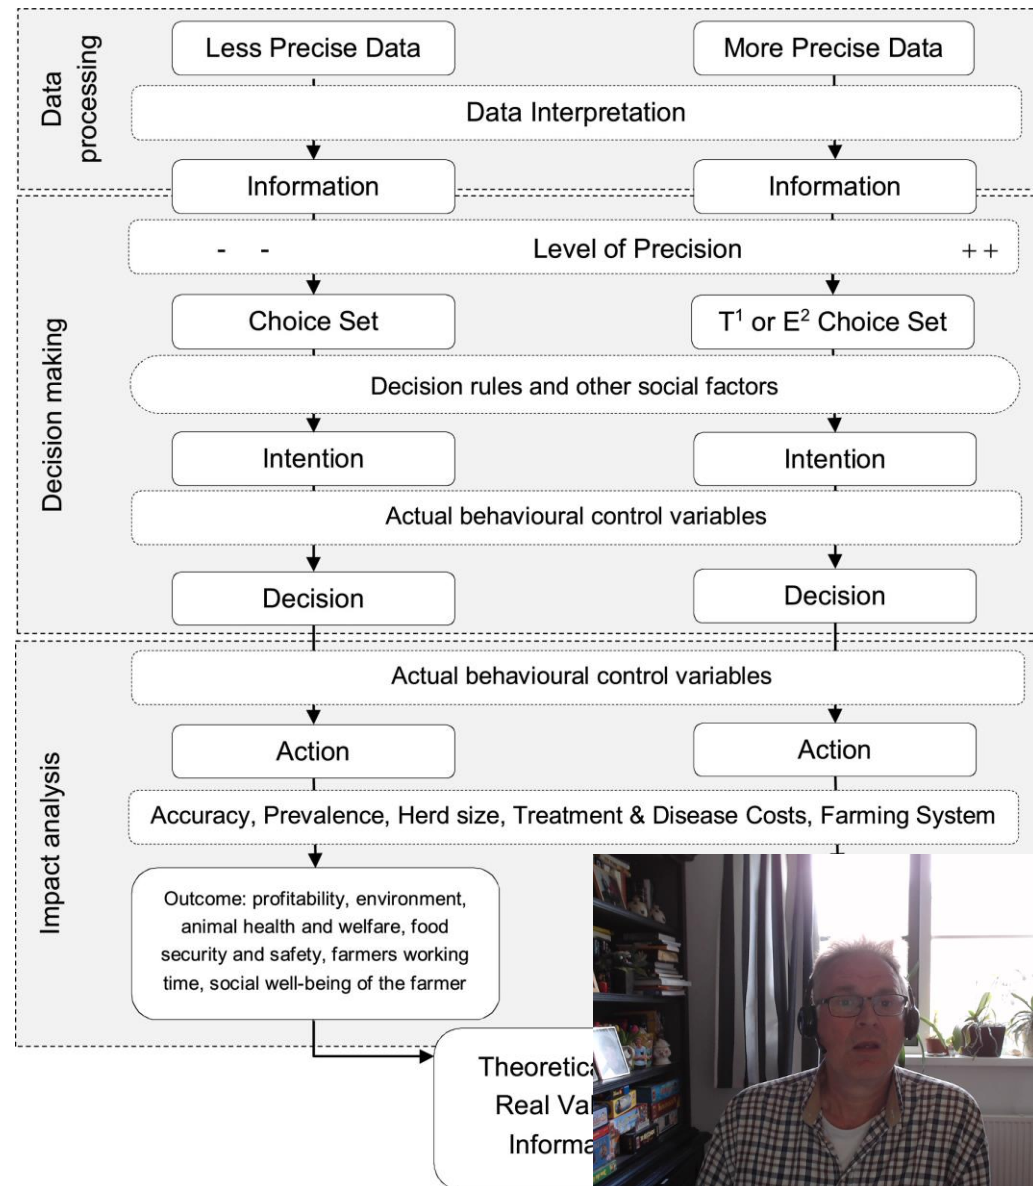 Data
processing
Less Precise Data
More Precise Data
Data Interpretation
Information
Information
Decision making
- -
Level of Precision
++
Choice Set
T¹ or E² Choice Set
Decision rules and other social factors
Intention
Intention
Actual behavioural control variables
Decision
Decision
Impact analysis
Actual behavioural control variables
Action
Action
Accuracy, Prevalence, Herd size, Treatment & Disease Costs, Farming System
Outcome: profitability, environment,
animal health and welfare, food
security and safety, farmers working
time, social well-being of the farmer
Real